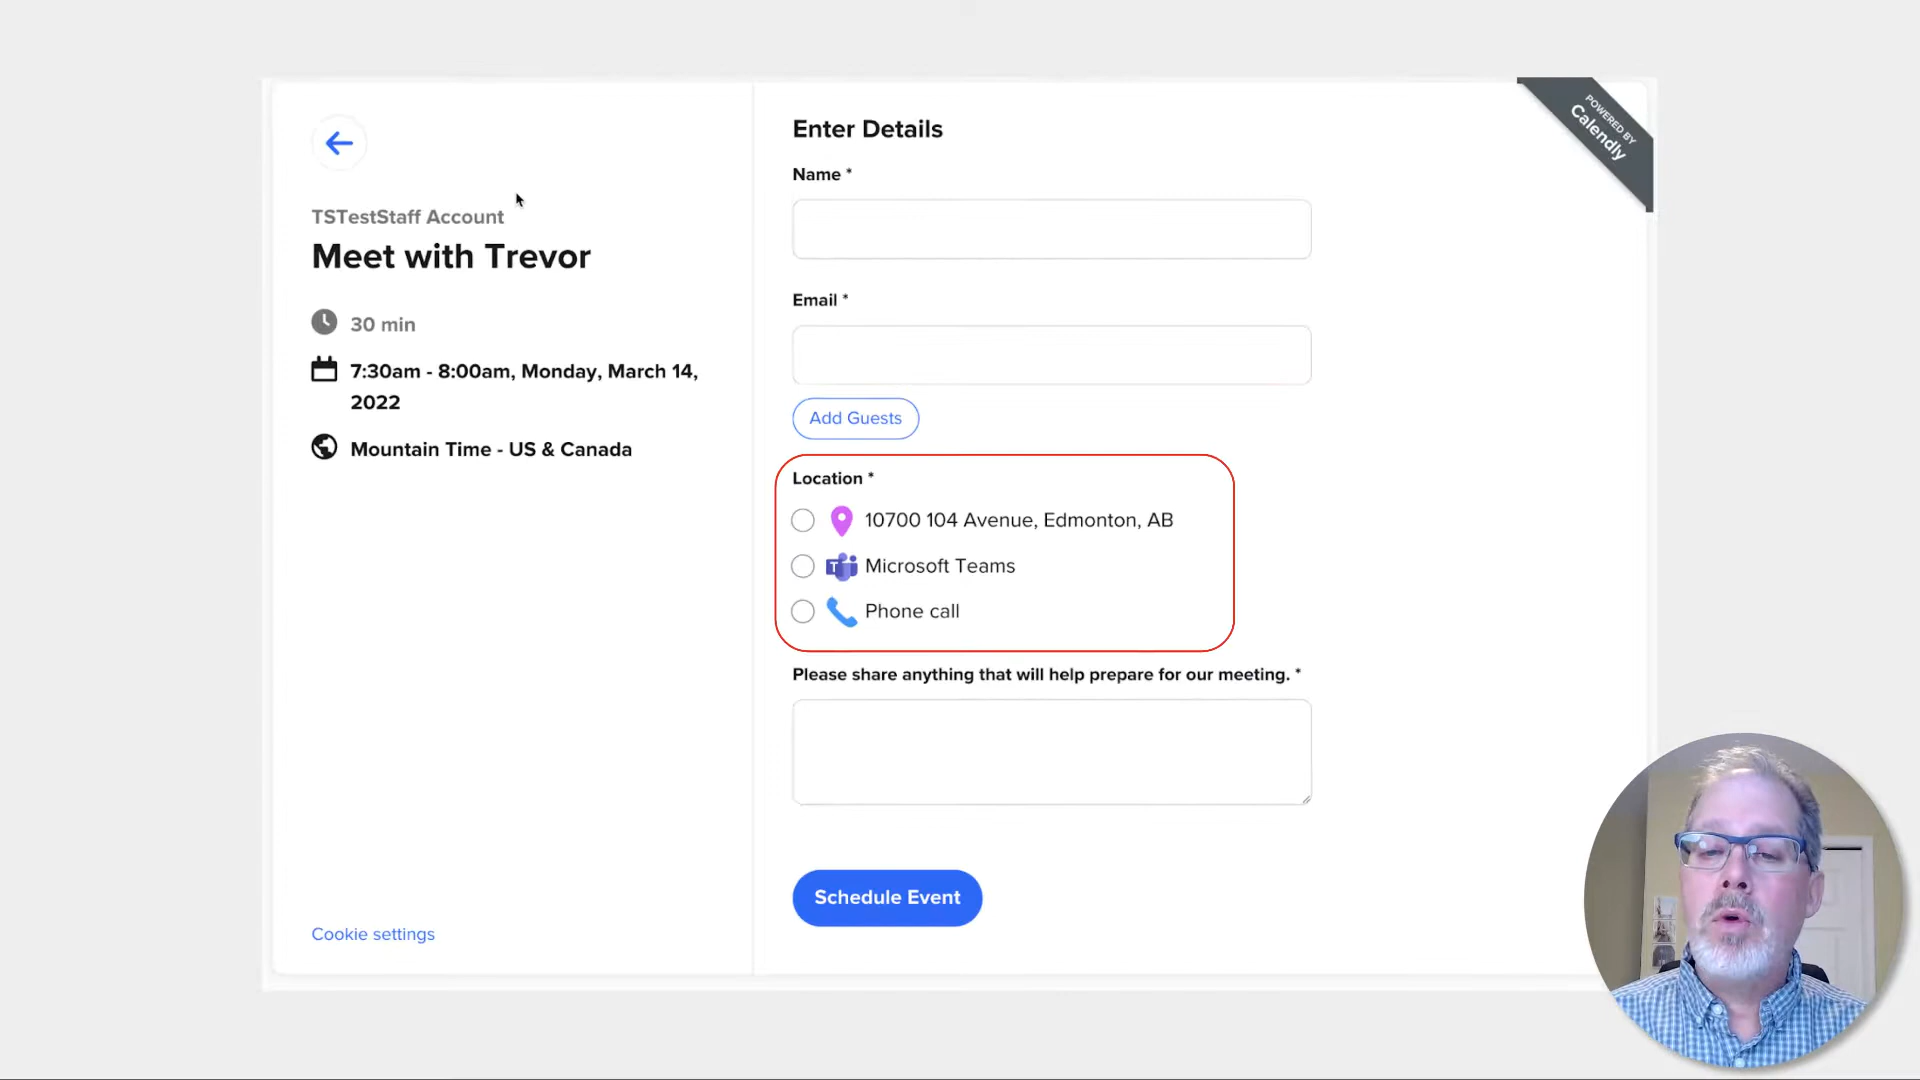 TSTestStaff Account
Meet with Trevor
30 min
7:30am - 8:00am, Monday, March 14,
2022
Mountain Time - US & Canada
Cookie settings
Enter Details
Name *
Email *
Add Guests
Location *
10700 104 Avenue, Edmonton, AB
Microsoft Teams
Phone call
Please share anything that will help prepare for our meeting. *
Schedule Event
POWERED BY
Calendly